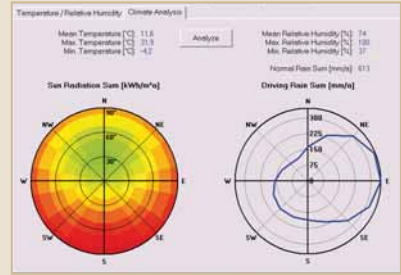 Temperature / Relative Humidity Climate Analysis
Mean Temperature [°C]: 11,6
Max. Temperature [°C]: 31,9
Min. Temperature [°C]: -4,2
Analyze
Mean Relative Humidity [%]: 74
Max. Relative Humidity [%]: 100
Min. Relative Humidity [%]: 37
Normal Rain Sum [mm/a]: 613
Sun Radiation Sum [kWh/m²a]
N
NE
E
SE
S
SW
W
NW
90°
60°
30°
Driving Rain Sum [mm/a]
N
NE
E
SE
S
SW
W
NW
300
225
150
75
0